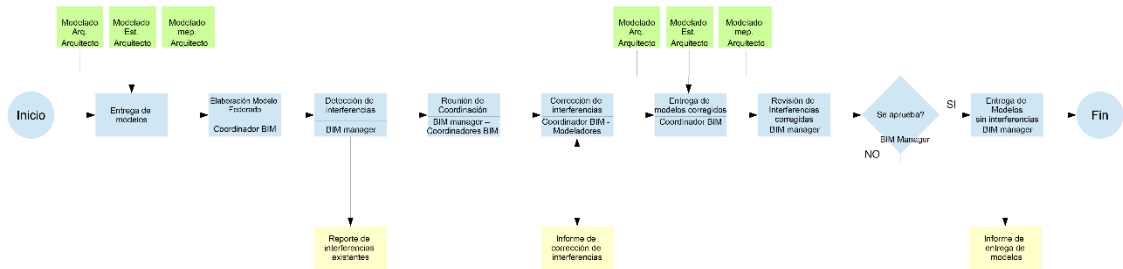 Modelado
Arq.
Arquitecto
Modelado
Est.
Arquitecto
Modelado
mep.
Arquitecto
Modelado
Arq.
Arquitecto
Modelado
Est.
Arquitecto
Modelado
mep.
Arquitecto
Inicio
Entrega de
modelos
Elaboración Modelo
Federado
Coordinador BIM
Detección de
interferencias
BIM manager
Reunión de
Coordinación
BIM manager –
Coordinadores BIM
Corrección de
interferencias
Coordinador BIM -
Modeladores
Entrega de
modelos corregidos
Coordinador BIM
Revisión de
Interferencias
corregidas
BIM manager
Se aprueba?
BIM Manager
SI
NO
Entrega de
Modelos
sin interferencias
BIM manager
Fin
Reporte de
interferencias
existentes
Informe de
corrección de
interferencias
Informe de
entrega de
modelos